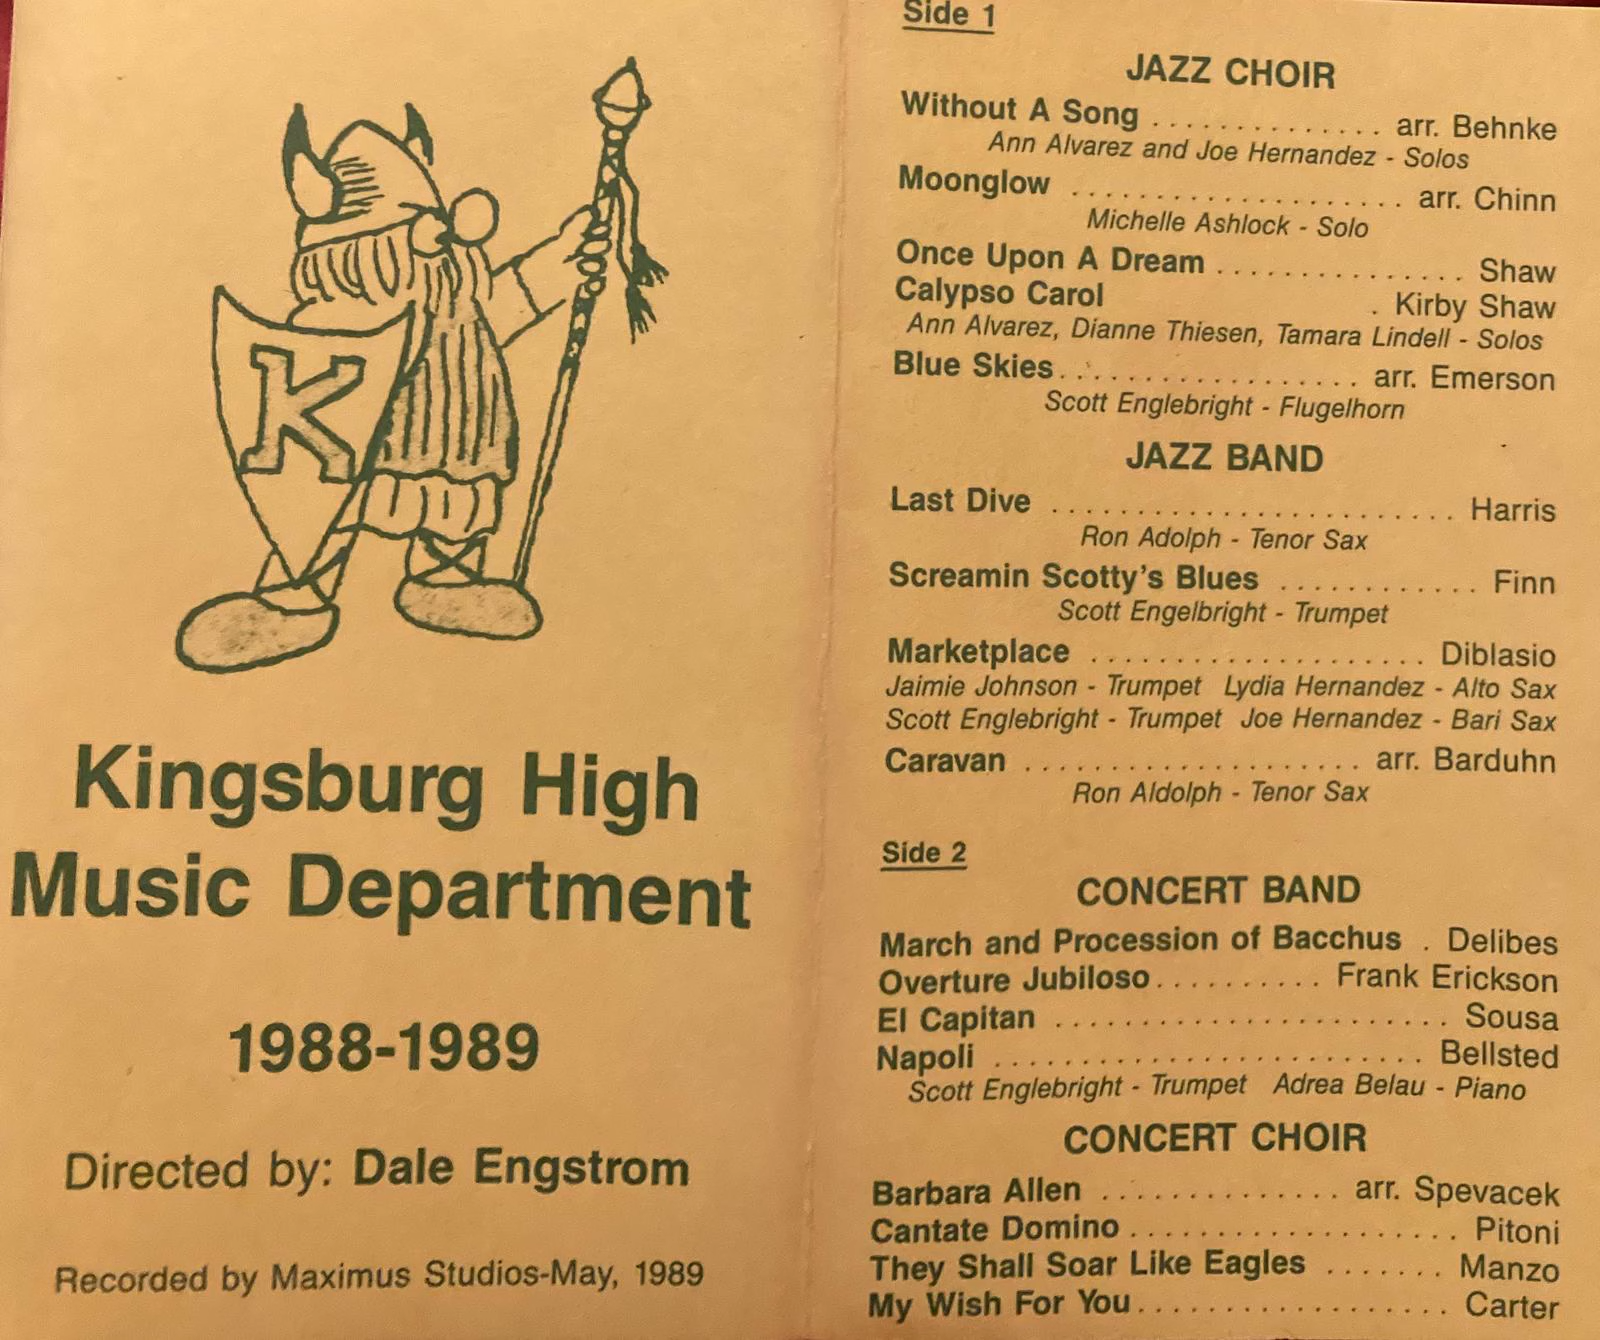 K
Kingsburg High
Music Department
1988-1989
Directed by: Dale Engstrom
Recorded by Maximus Studios-May, 1989
Side 1
JAZZ CHOIR
Without A Song .............. arr. Behnke
Ann Alvarez and Joe Hernandez - Solos
Moonglow .................... arr. Chinn
Michelle Ashlock - Solo
Once Upon A Dream ............... Shaw
Calypso Carol . Kirby Shaw
Ann Alvarez, Dianne Thiesen, Tamara Lindell - Solos
Blue Skies.................. arr. Emerson
Scott Englebright - Flugelhorn
JAZZ BAND
Last Dive ........................ Harris
Ron Adolph - Tenor Sax
Screamin Scotty's Blues ............ Finn
Scott Engelbright - Trumpet
Marketplace .................... Diblasio
Jaimie Johnson - Trumpet Lydia Hernandez - Alto Sax
Scott Englebright - Trumpet Joe Hernandez - Bari Sax
Caravan .................... arr. Barduhn
Ron Aldolph - Tenor Sax
Side 2
CONCERT BAND
March and Procession of Bacchus . Delibes
Overture Jubiloso.......... Frank Erickson
El Capitan ........................ Sousa
Napoli .......................... Bellsted
Scott Englebright - Trumpet Adrea Belau - Piano
CONCERT CHOIR
Barbara Allen .............. arr. Spevacek
Cantate Domino.................... Pitoni
They Shall Soar Like Eagles ....... Manzo
My Wish For You................... Carter